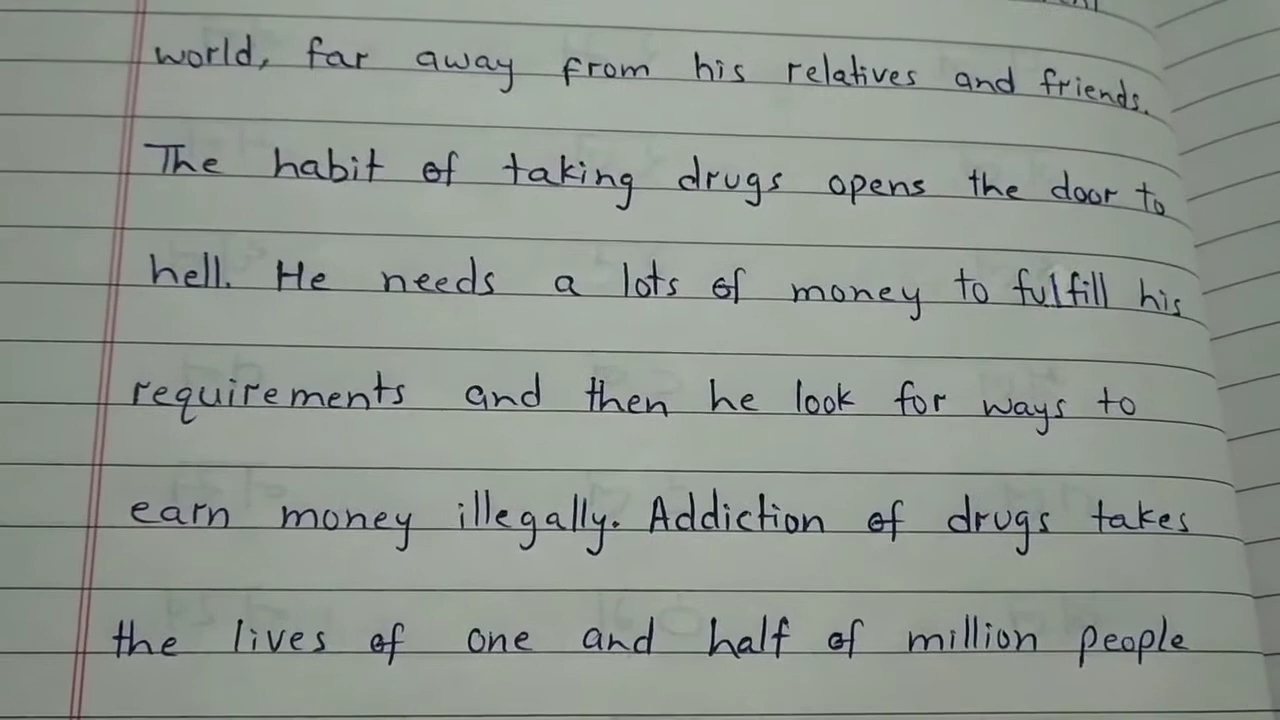 world, far away from his relatives and friends.
The habit of taking drugs opens the door to
hell. He needs a lots of money to fulfill his
requirements and then he look for ways to
earn money illegally. Addiction of drugs takes
the lives of one and half of million people